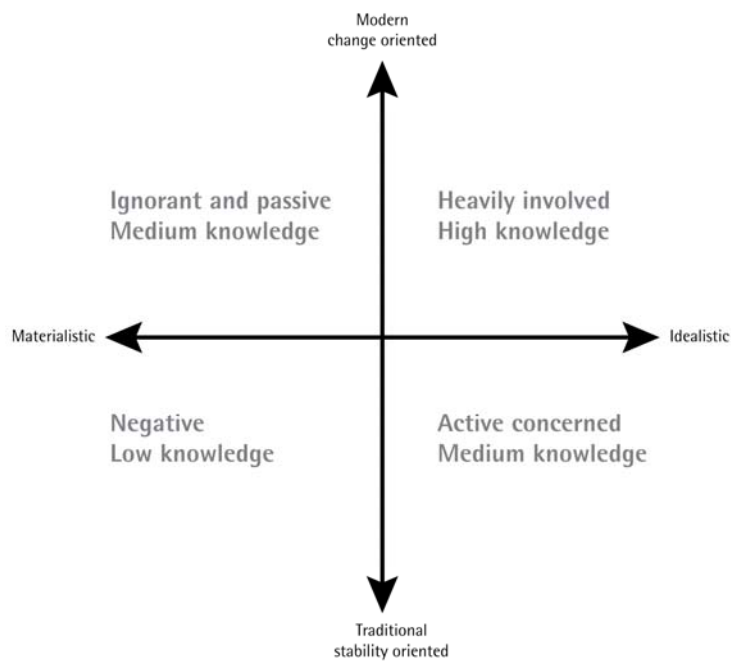 Modern
change oriented
Ignorant and passive
Medium knowledge
Heavily involved
High knowledge
Materialistic
Idealistic
Negative
Low knowledge
Active concerned
Medium knowledge
Traditional
stability oriented